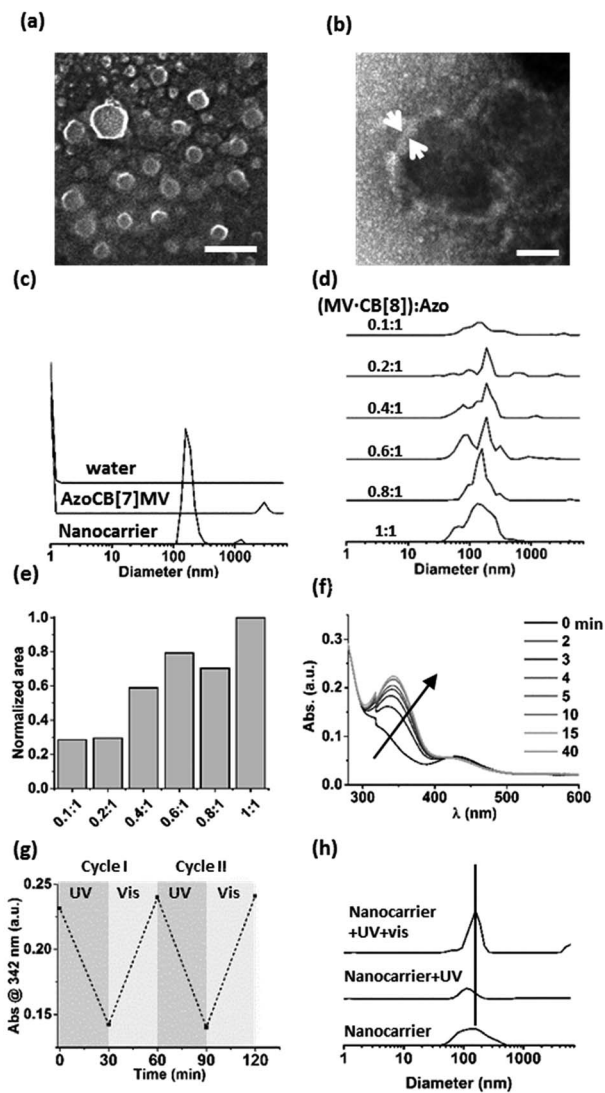 (a)
(b)
(c)
water
AzoCB[7]MV
Nanocarrier
1 10 100 1000
Diameter (nm)
(d)
(MV·CB[8]):Azo
0.1:1
0.2:1
0.4:1
0.6:1
0.8:1
1:1
1 10 100 1000
Diameter (nm)
(e)
Normalized area
1.0
0.8
0.6
0.4
0.2
0.0
0.1:1 0.2:1 0.4:1 0.6:1 0.8:1 1:1
(f)
Abs. (a.u.)
0.3
0.2
0.1
0.0
300 400 500 600
λ (nm)
0 min
2
3
4
5
10
15
40
(g)
Cycle I Cycle II
UV Vis UV Vis
Abs @ 342 nm (a.u.)
0.25
0.20
0.15
0 30 60 90 120
Time (min)
(h)
Nanocarrier
+UV+vis
Nanocarrier+UV
Nanocarrier
1 10 100 1000
Diameter (nm)